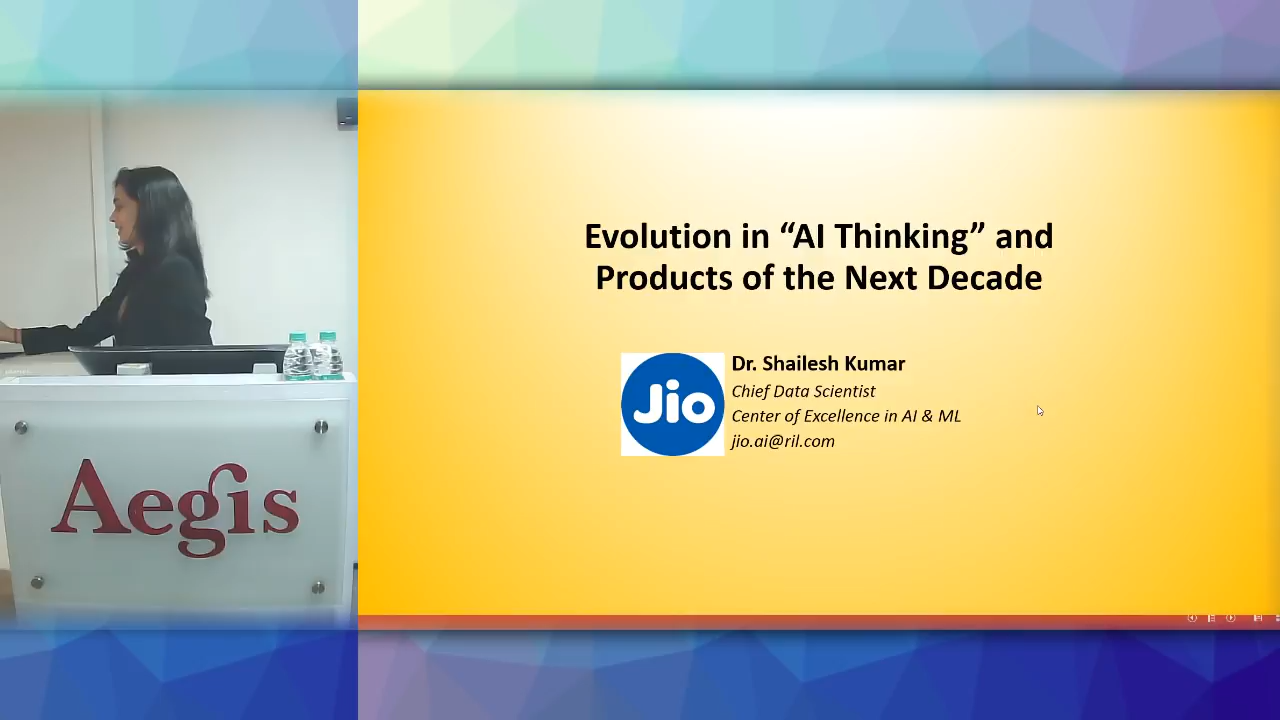 Evolution in “AI Thinking” and
Products of the Next Decade
Jio
Dr. Shailesh Kumar
Chief Data Scientist
Center of Excellence in AI & ML
jio.ai@ril.com
Aegis